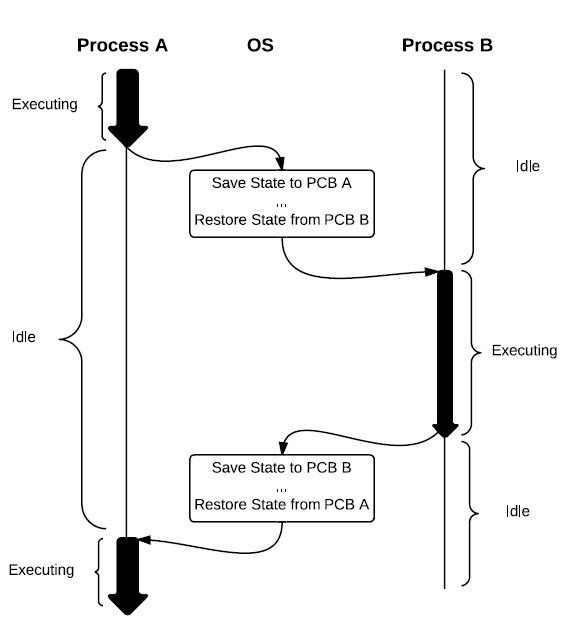 Process A
OS
Process B
Executing
Idle
Save State to PCB A
...
Restore State from PCB B
Idle
Executing
Save State to PCB B
...
Restore State from PCB A
Idle
Executing